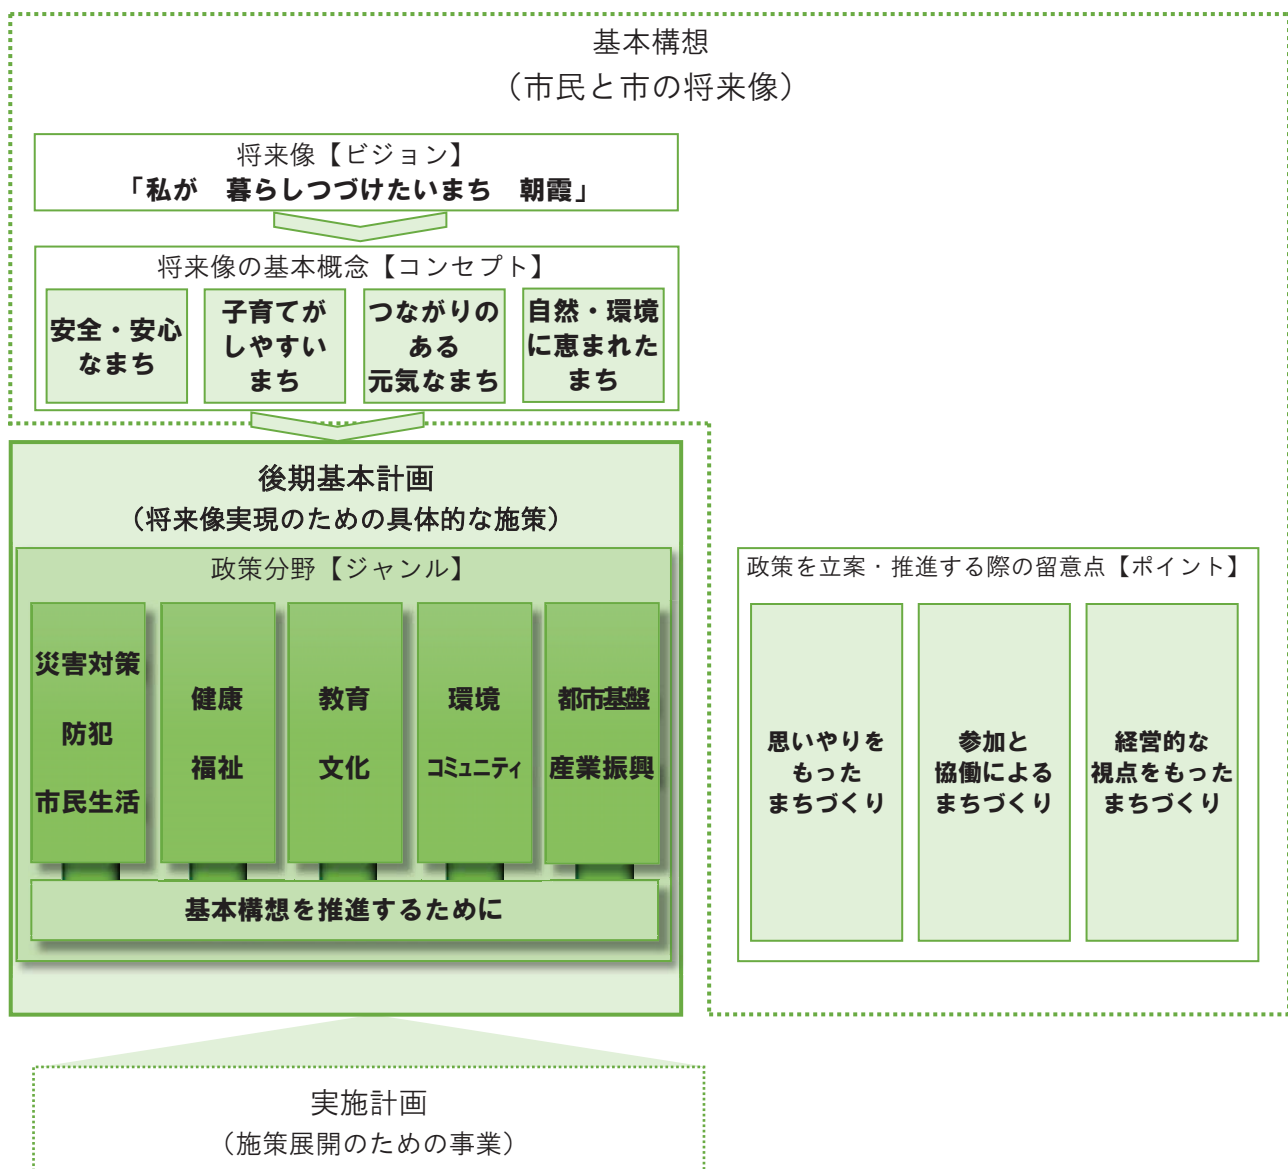 基本構想
（市民と市の将来像）
将来像【ビジョン】
「私が　暮らしつづけたいまち　朝霞」
将来像の基本概念【コンセプト】
安全・安心
なまち
子育てが
しやすい
まち
つながりの
ある
元気なまち
自然・環境
に恵まれた
まち
後期基本計画
（将来像実現のための具体的な施策）
政策分野【ジャンル】
災害対策
防犯
市民生活
健康
福祉
教育
文化
環境
コミュニティ
都市基盤
産業振興
基本構想を推進するために
政策を立案・推進する際の留意点【ポイント】
思いやりを
もった
まちづくり
参加と
協働による
まちづくり
経営的な
視点をもった
まちづくり
実施計画
（施策展開のための事業）